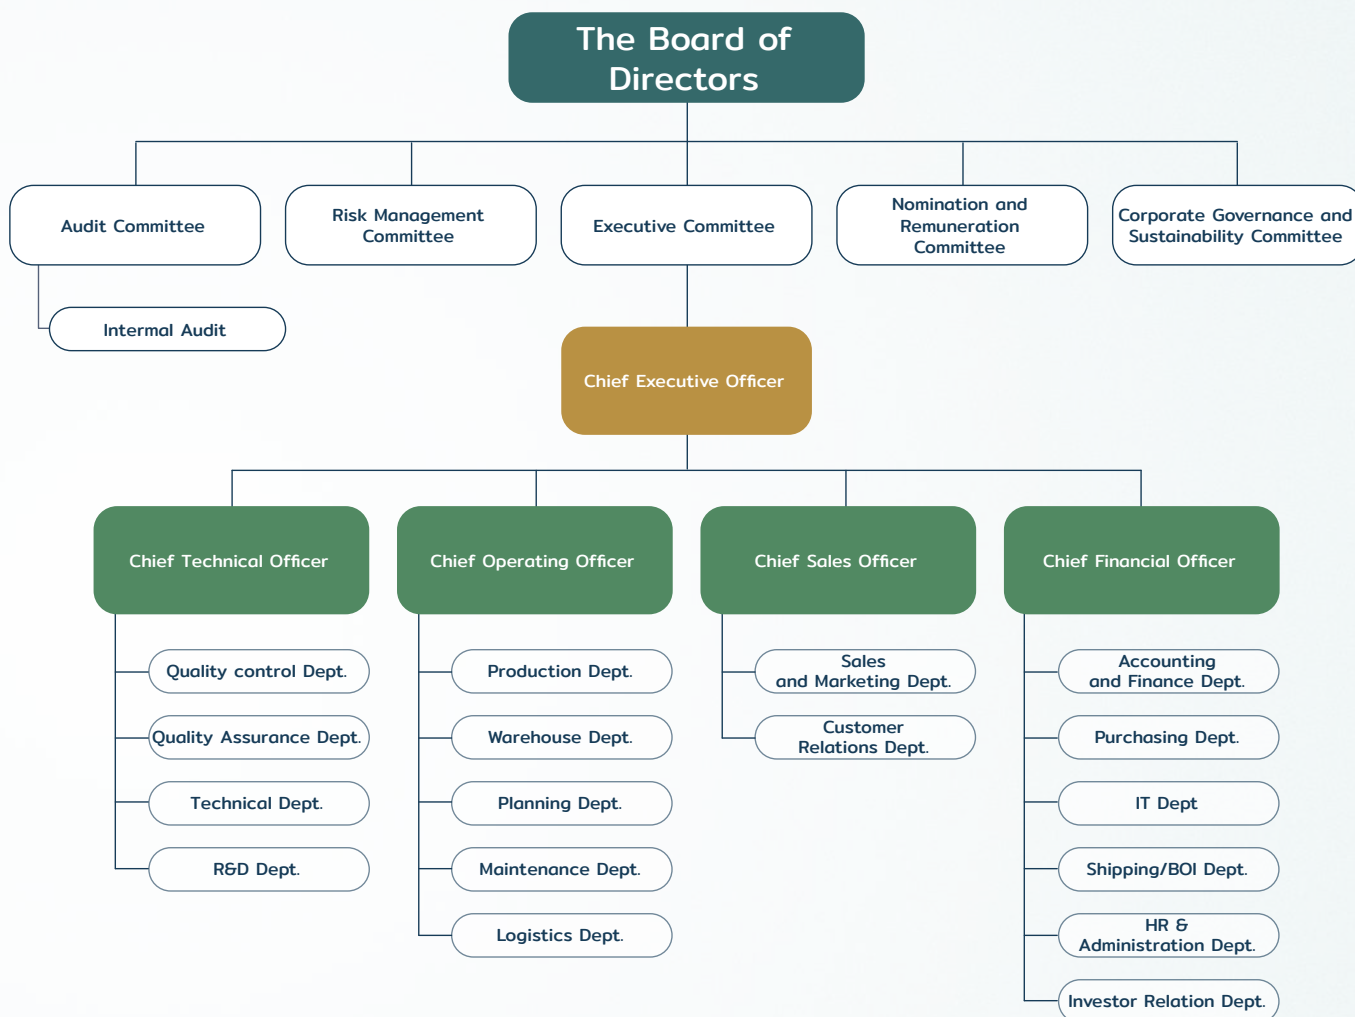 The Board of
Directors
Audit Committee
Risk Management
Committee
Executive Committee
Nomination and
Remuneration
Committee
Corporate Governance and
Sustainability Committee
Intermal Audit
Chief Executive Officer
Chief Technical Officer
Chief Operating Officer
Chief Sales Officer
Chief Financial Officer
Quality control Dept.
Quality Assurance Dept.
Technical Dept.
R&D Dept.
Production Dept.
Warehouse Dept.
Planning Dept.
Maintenance Dept.
Logistics Dept.
Sales
and Marketing Dept.
Customer
Relations Dept.
Accounting
and Finance Dept.
Purchasing Dept.
IT Dept
Shipping/BOI Dept.
HR &
Administration Dept.
Investor Relation Dept.